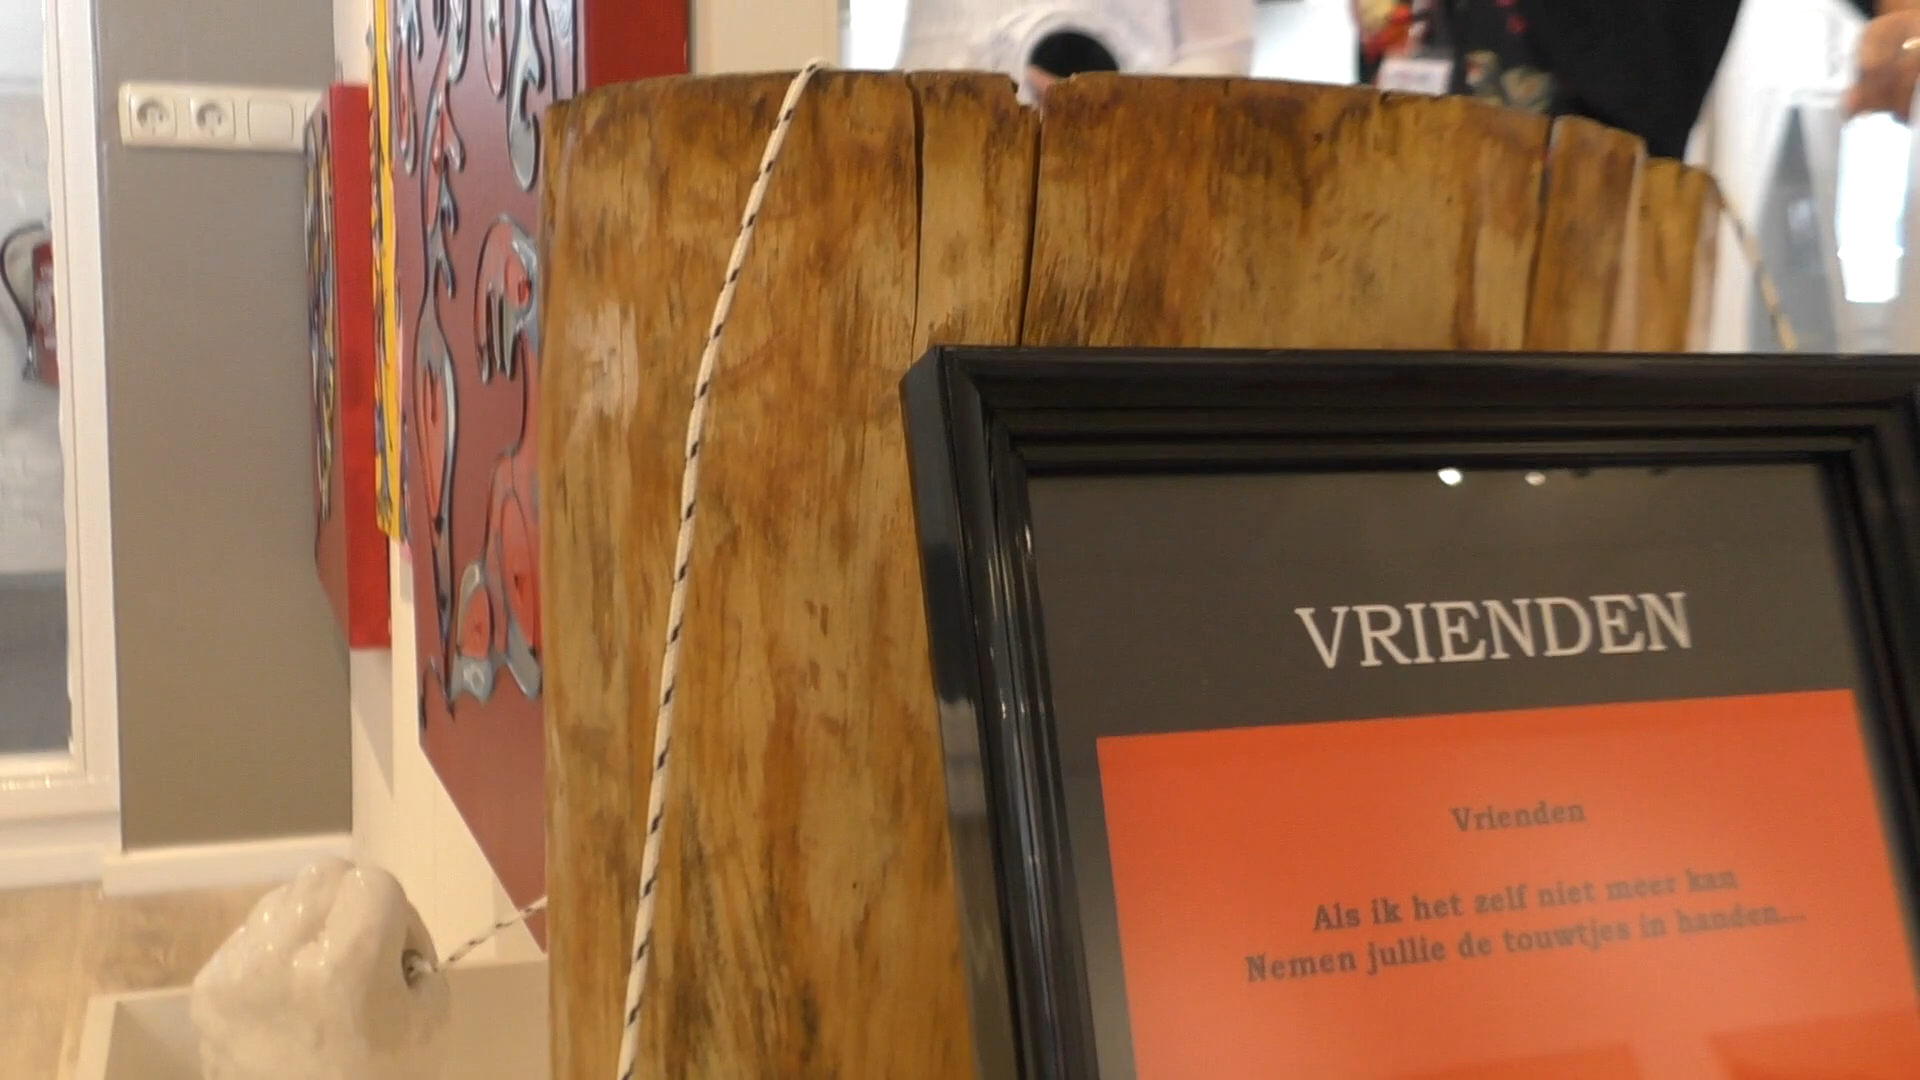 VRIENDEN
Vrienden
Als ik het zelf niet meer kan
Nemen jullie de touwtjes in handen...